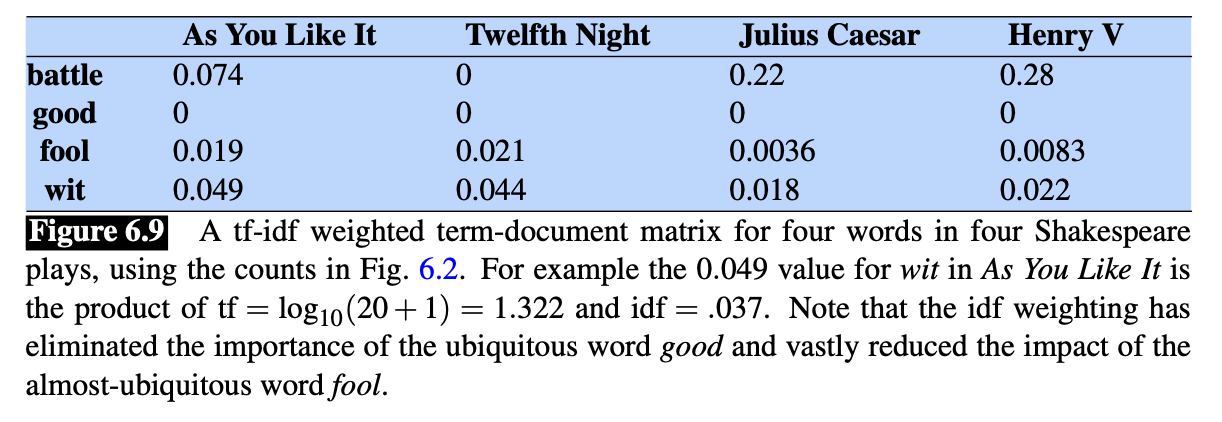 As You Like It Twelfth Night Julius Caesar Henry V
battle 0.074 0 0.22 0.28
good 0 0 0 0
fool 0.019 0.021 0.0036 0.0083
wit 0.049 0.044 0.018 0.022
Figure 6.9 A tf-idf weighted term-document matrix for four words in four Shakespeare
plays, using the counts in Fig. 6.2. For example the 0.049 value for wit in As You Like It is
the product of tf = log₁₀(20 + 1) = 1.322 and idf = .037. Note that the idf weighting has
eliminated the importance of the ubiquitous word good and vastly reduced the impact of the
almost-ubiquitous word fool.